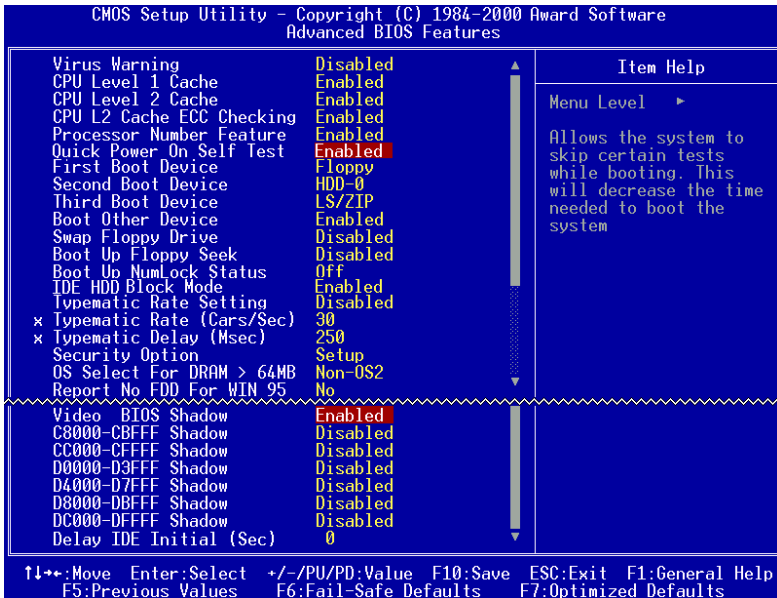 CMOS Setup Utility – Copyright (C) 1984-2000 Award Software
Advanced BIOS Features
Virus Warning Disabled
CPU Level 1 Cache Enabled
CPU Level 2 Cache Enabled
CPU L2 Cache ECC Checking Enabled
Processor Number Feature Enabled
Quick Power On Self Test Enabled
First Boot Device Floppy
Second Boot Device HDD-0
Third Boot Device LS/ZIP
Boot Other Device Enabled
Swap Floppy Drive Disabled
Boot Up Floppy Seek Disabled
Boot Up NumLock Status Off
IDE HDD Block Mode Enabled
Typematic Rate Setting Disabled
x Typematic Rate (Cars/Sec) 30
x Typematic Delay (Msec) 250
Security Option Setup
OS Select For DRAM > 64MB Non-OS2
Report No FDD For WIN 95 No
Video BIOS Shadow Enabled
C8000-CBFFF Shadow Disabled
CC000-CFFFF Shadow Disabled
D0000-D3FFF Shadow Disabled
D4000-D7FFF Shadow Disabled
D8000-DBFFF Shadow Disabled
DC000-DFFFF Shadow Disabled
Delay IDE Initial (Sec) 0
Item Help
Menu Level ►
Allows the system to
skip certain tests
while booting. This
will decrease the time
needed to boot the
system
↑↓→←:Move Enter:Select +/-/PU/PD:Value F10:Save ESC:Exit F1:General Help
F5:Previous Values F6:Fail-Safe Defaults F7:Optimized Defaults